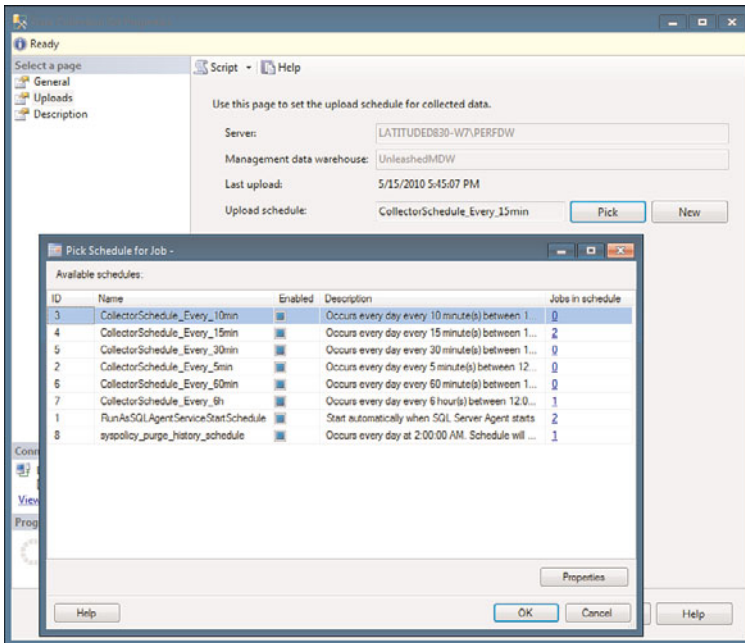 Ready
Select a page
General
Uploads
Description
Script Help
Use this page to set the upload schedule for collected data.
Server: LATITUDED830-W7\PERFDW
Management data warehouse: UnleashedMDW
Last upload: 5/15/2010 5:45:07 PM
Upload schedule: CollectorSchedule_Every_15min Pick New
Pick Schedule for Job -
Available schedules:
ID Name Enabled Description Jobs in schedule
3 CollectorSchedule_Every_10min Occurs every day every 10 minute(s) between 1... 0
4 CollectorSchedule_Every_15min Occurs every day every 15 minute(s) between 1... 2
5 CollectorSchedule_Every_30min Occurs every day every 30 minute(s) between 1... 0
2 CollectorSchedule_Every_5min Occurs every day every 5 minute(s) between 12... 0
6 CollectorSchedule_Every_60min Occurs every day every 60 minute(s) between 1... 0
7 CollectorSchedule_Every_6h Occurs every day every 6 hour(s) between 12:0... 1
1 RunAsSQLAgentServiceStartSchedule Start automatically when SQL Server Agent starts 2
8 syspolicy_purge_history_schedule Occurs every day at 2:00:00 AM. Schedule will ... 1
Conn
View
Prog
Properties
Help OK Cancel Help